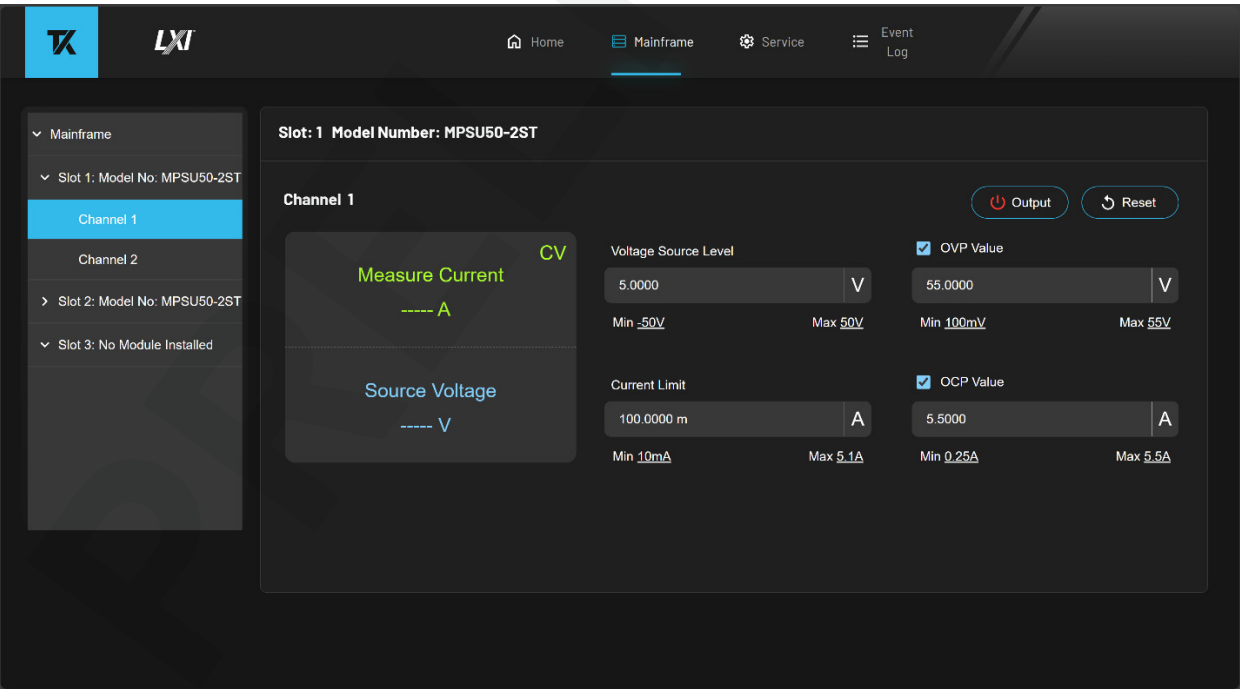 TK
LXI
Home
Mainframe
Service
Event
Log
Mainframe
Slot 1: Model No: MPSU50-2ST
Channel 1
Channel 2
Slot 2: Model No: MPSU50-2ST
Slot 3: No Module Installed
Slot: 1 Model Number: MPSU50-2ST
Channel 1
Output
Reset
CV
Measure Current
----- A
Source Voltage
----- V
Voltage Source Level
5.0000 V
Min -50V Max 50V
OVP Value
55.0000 V
Min 100mV Max 55V
Current Limit
100.0000 m A
Min 10mA Max 5.1A
OCP Value
5.5000 A
Min 0.25A Max 5.5A